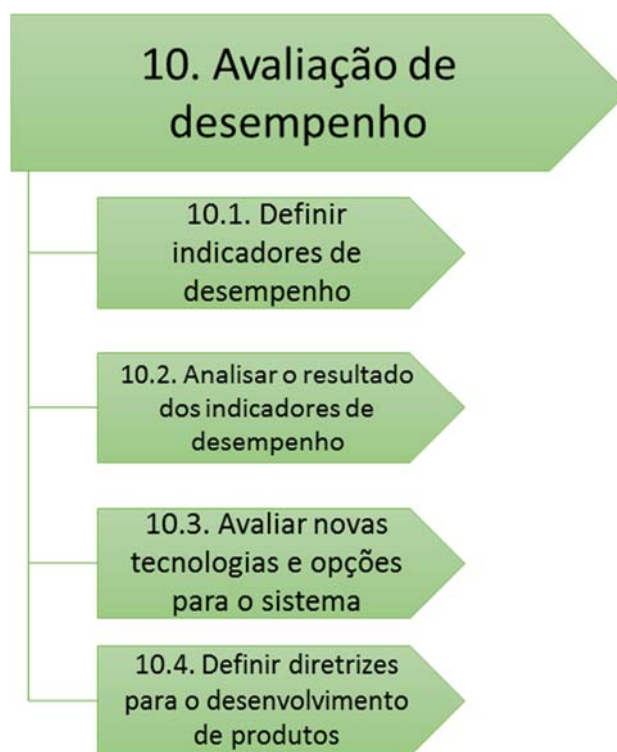 10. Avaliação de
desempenho
10.1. Definir
indicadores de
desempenho
10.2. Analisar o resultado
dos indicadores de
desempenho
10.3. Avaliar novas
tecnologias e opções
para o sistema
10.4. Definir diretrizes
para o desenvolvimento
de produtos